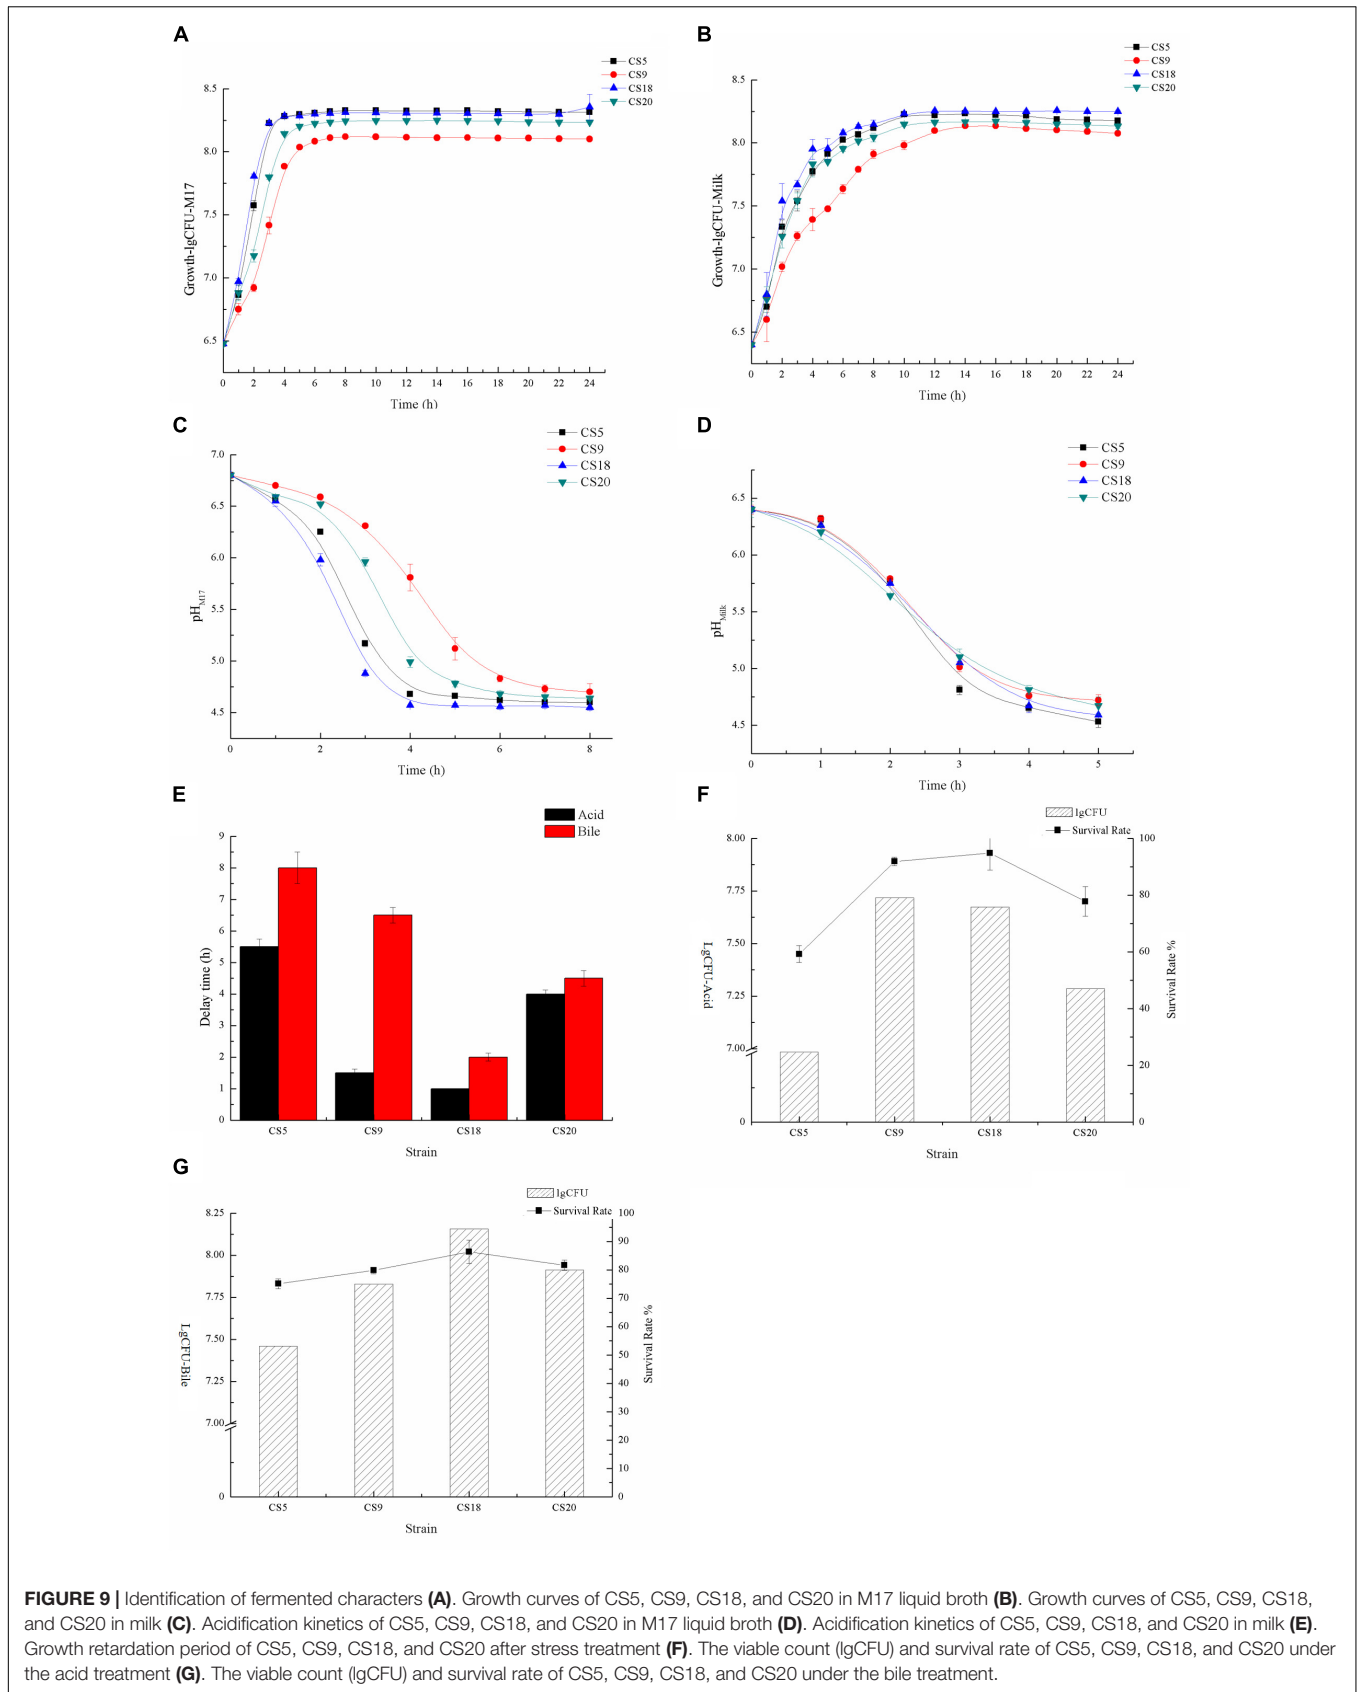 A
CS5
CS9
CS18
CS20
8.5
8.0
7.5
7.0
6.5
Growth-lgCFU-M17
0 2 4 6 8 10 12 14 16 18 20 22 24
Time (h)
B
CS5
CS9
CS18
CS20
8.5
8.0
7.5
7.0
6.5
Growth-lgCFU-Milk
0 2 4 6 8 10 12 14 16 18 20 22 24
Time (h)
C
CS5
CS9
CS18
CS20
7.0
6.5
6.0
5.5
5.0
4.5
pH M17
0 2 4 6 8
Time (h)
D
CS5
CS9
CS18
CS20
6.5
6.0
5.5
5.0
4.5
pH Milk
0 1 2 3 4 5
Time (h)
E
Acid
Bile
9
8
7
6
5
4
3
2
1
0
Delay time (h)
CS5 CS9 CS18 CS20
Strain
F
lgCFU
Survival Rate
8.00
7.75
7.50
7.25
7.00
0
LgCFU-Acid
100
80
60
40
20
0
Survival Rate %
CS5 CS9 CS18 CS20
Strain
G
lgCFU
Survival Rate
8.25
8.00
7.75
7.50
7.25
7.00
0
LgCFU-Bile
100
90
80
70
60
50
40
30
20
10
0
Survival Rate %
CS5 CS9 CS18 CS20
Strain
FIGURE 9 | Identification of fermented characters (A). Growth curves of CS5, CS9, CS18, and CS20 in M17 liquid broth (B). Growth curves of CS5, CS9, CS18,
and CS20 in milk (C). Acidification kinetics of CS5, CS9, CS18, and CS20 in M17 liquid broth (D). Acidification kinetics of CS5, CS9, CS18, and CS20 in milk (E).
Growth retardation period of CS5, CS9, CS18, and CS20 after stress treatment (F). The viable count (lgCFU) and survival rate of CS5, CS9, CS18, and CS20 under
the acid treatment (G). The viable count (lgCFU) and survival rate of CS5, CS9, CS18, and CS20 under the bile treatment.